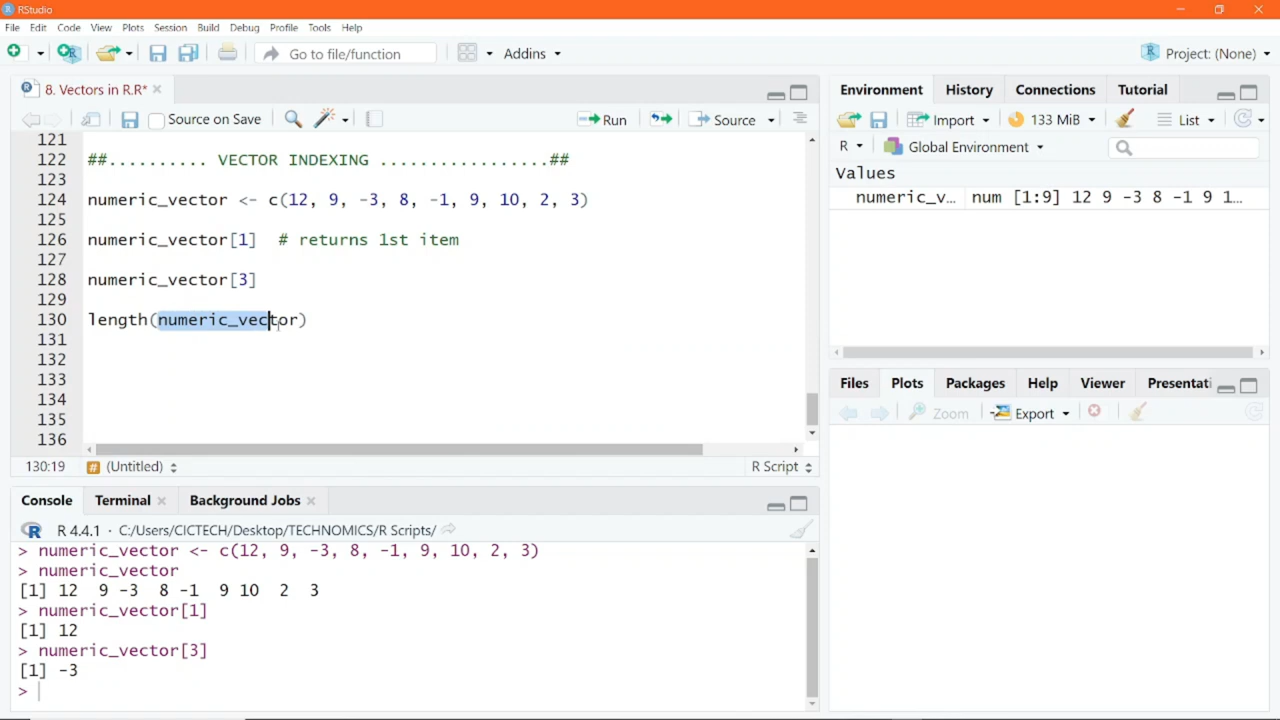 RStudio
File Edit Code View Plots Session Build Debug Profile Tools Help
Go to file/function
Addins
Project: (None)
8. Vectors in R.R*
Source on Save
Run
Source
121
122 ##......... VECTOR INDEXING ................##
123
124 numeric_vector <- c(12, 9, -3, 8, -1, 9, 10, 2, 3)
125
126 numeric_vector[1]  # returns 1st item
127
128 numeric_vector[3]
129
130 length(numeric_vector)
131
132
133
134
135
136
130:19 # (Untitled) R Script
Console Terminal Background Jobs
R 4.4.1 · C:/Users/CICTECH/Desktop/TECHNOMICS/R Scripts/
> numeric_vector <- c(12, 9, -3, 8, -1, 9, 10, 2, 3)
> numeric_vector
[1] 12  9 -3  8 -1  9 10  2  3
> numeric_vector[1]
[1] 12
> numeric_vector[3]
[1] -3
>
Environment History Connections Tutorial
Import 133 MiB List
R Global Environment
Values
numeric_v… num [1:9] 12 9 -3 8 -1 9 1…
Files Plots Packages Help Viewer Presentati
Zoom Export